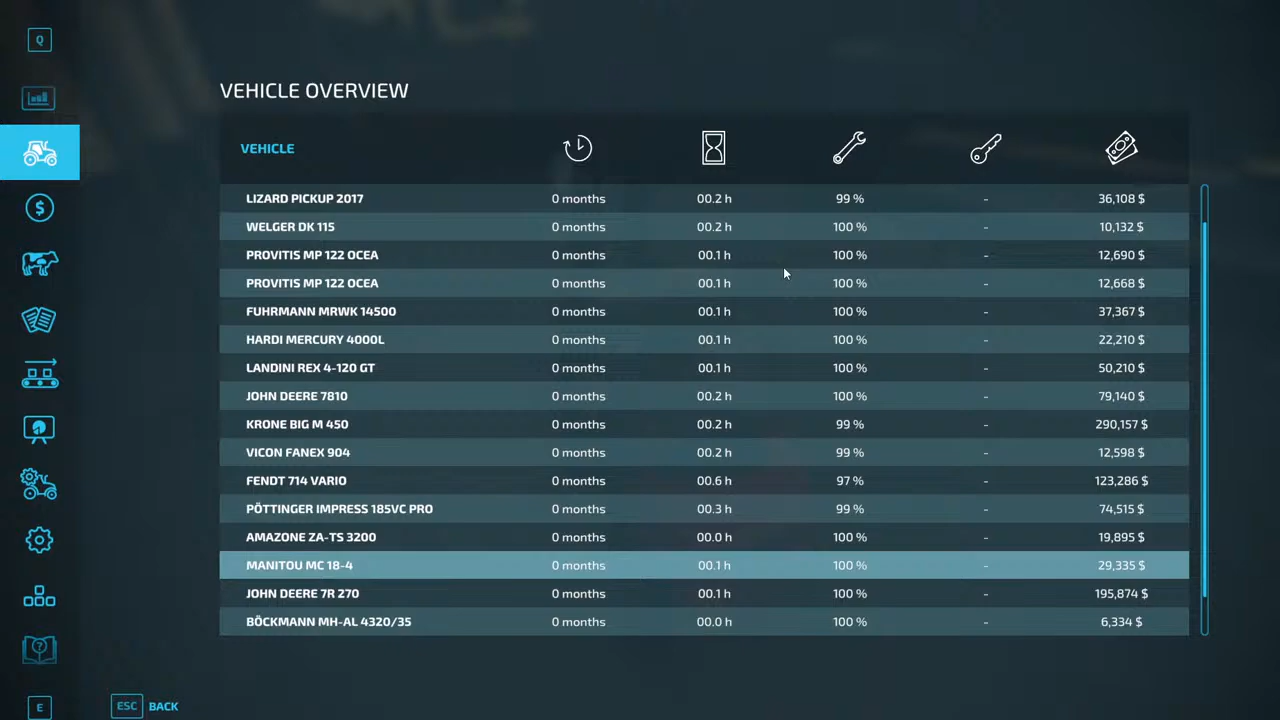 Q
VEHICLE OVERVIEW
VEHICLE
LIZARD PICKUP 2017 0 months 00.2 h 99 % - 36,108 $
WELGER DK 115 0 months 00.2 h 100 % - 10,132 $
PROVITIS MP 122 OCEA 0 months 00.1 h 100 % - 12,690 $
PROVITIS MP 122 OCEA 0 months 00.1 h 100 % - 12,668 $
FUHRMANN MRWK 14500 0 months 00.1 h 100 % - 37,367 $
HARDI MERCURY 4000L 0 months 00.1 h 100 % - 22,210 $
LANDINI REX 4-120 GT 0 months 00.1 h 100 % - 50,210 $
JOHN DEERE 7810 0 months 00.2 h 100 % - 79,140 $
KRONE BIG M 450 0 months 00.2 h 99 % - 290,157 $
VICON FANEX 904 0 months 00.2 h 99 % - 12,598 $
FENDT 714 VARIO 0 months 00.6 h 97 % - 123,286 $
PÖTTINGER IMPRESS 185VC PRO 0 months 00.3 h 99 % - 74,515 $
AMAZONE ZA-TS 3200 0 months 00.0 h 100 % - 19,895 $
MANITOU MC 18-4 0 months 00.1 h 100 % - 29,335 $
JOHN DEERE 7R 270 0 months 00.1 h 100 % - 195,874 $
BÖCKMANN MH-AL 4320/35 0 months 00.0 h 100 % - 6,334 $
E
ESC BACK